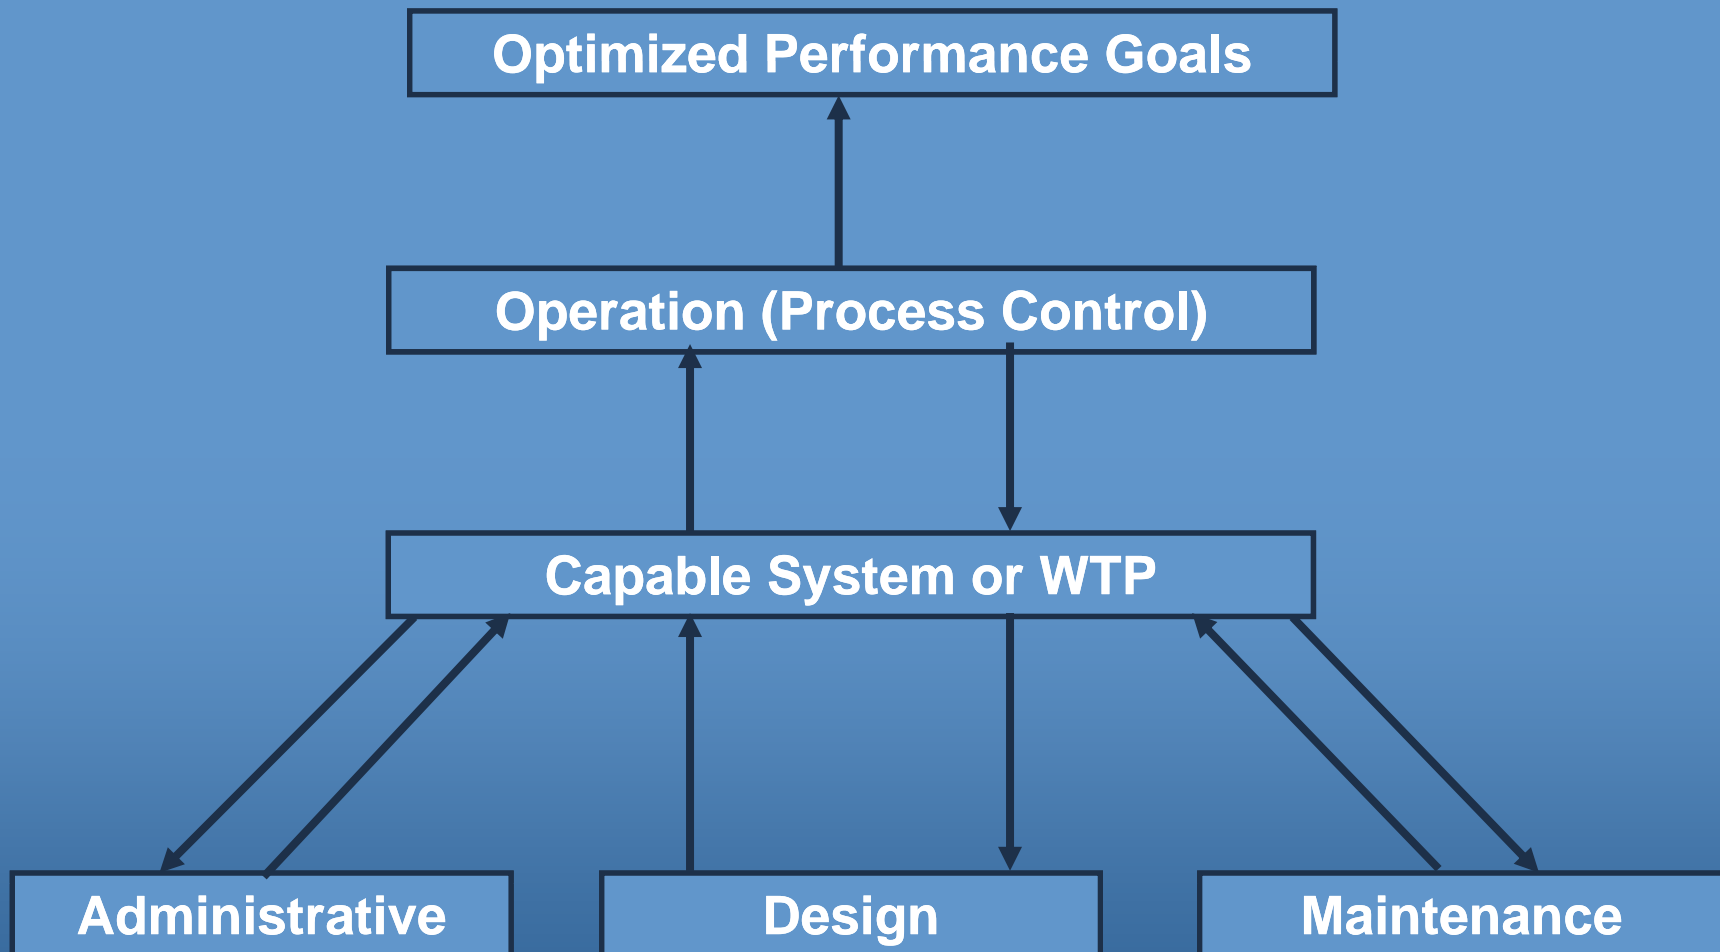 Optimized Performance Goals
Operation (Process Control)
Capable System or WTP
Administrative
Design
Maintenance